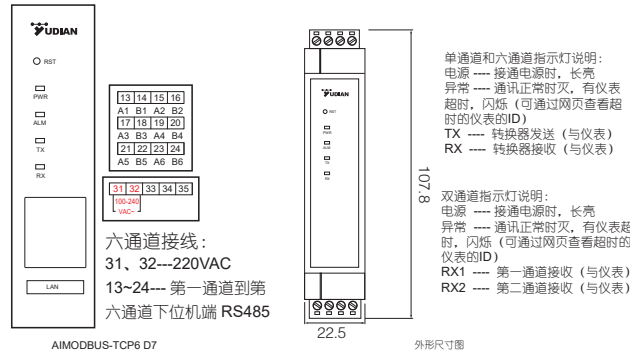 YUDIAN
RST
PWR
ALM
TX
RX
LAN
AIMODBUS-TCP6 D7
13 14 15 16
A1 B1 A2 B2
17 18 19 20
A3 B3 A4 B4
21 22 23 24
A5 B5 A6 B6
31 32 33 34 35
100-240
VAC~
六通道接线：
31、32---220VAC
13~24--- 第一通道到第
六通道下位机端 RS485
YUDIAN
RST
PWR
ALM
TX
RX
107.8
22.5
外形尺寸图
单通道和六通道指示灯说明：
电源 ---- 接通电源时，长亮
异常 ---- 通讯正常时灭，有仪表
超时，闪烁（可通过网页查看超
时的仪表的ID）
TX ---- 转换器发送（与仪表）
RX ---- 转换器接收（与仪表）
双通道指示灯说明：
电源 ---- 接通电源时，长亮
异常 ---- 通讯正常时灭，有仪表超
时，闪烁（可通过网页查看超时的
仪表的ID）
RX1 ---- 第一通道接收（与仪表）
RX2 ---- 第二通道接收（与仪表）